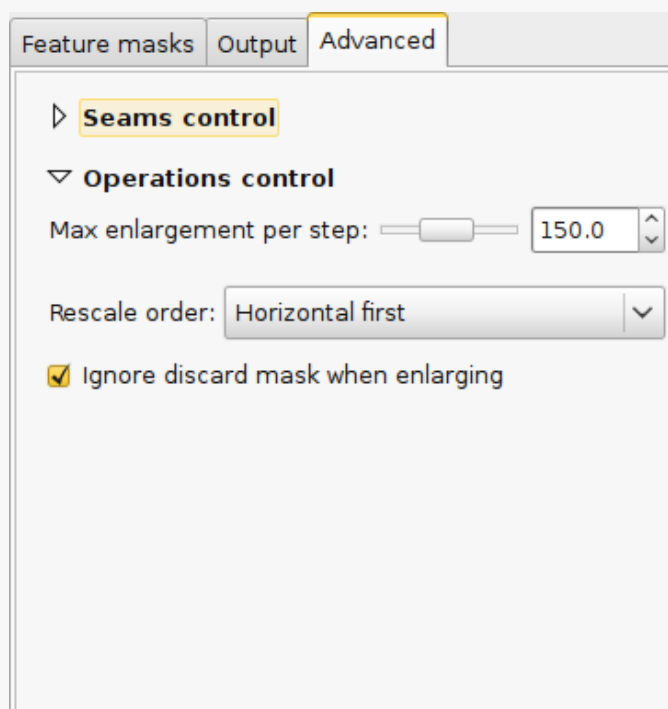 Feature masks Output Advanced
Seams control
Operations control
Max enlargement per step: 150.0
Rescale order: Horizontal first
Ignore discard mask when enlarging